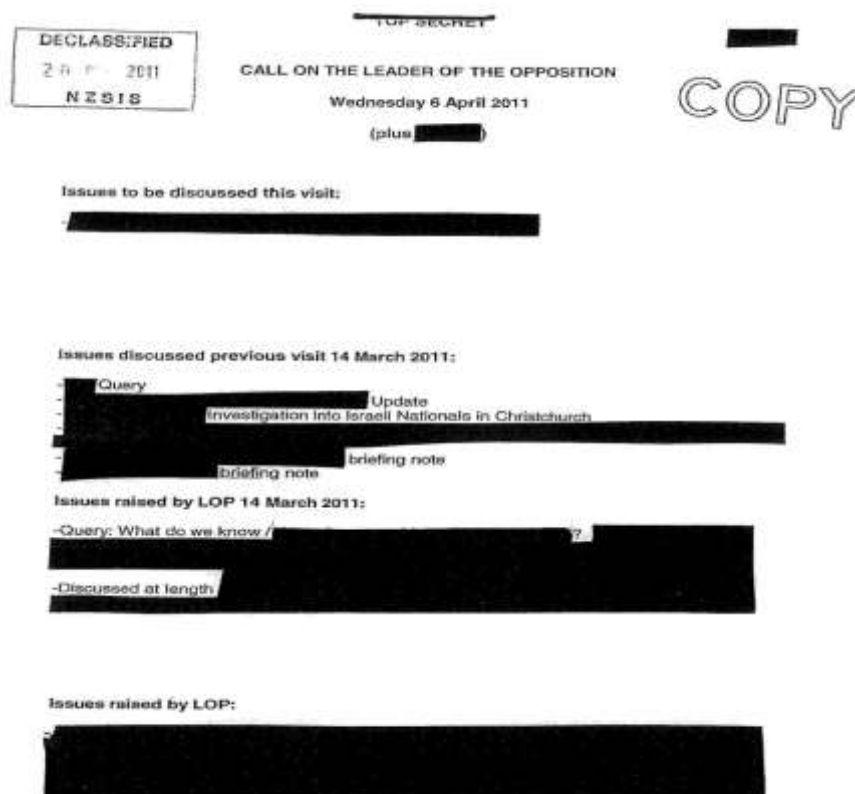 TOP SECRET
DECLASSIFIED
2011
NZSIS
CALL ON THE LEADER OF THE OPPOSITION
Wednesday 6 April 2011
(plus )
COPY
Issues to be discussed this visit:
-
Issues discussed previous visit 14 March 2011:
- Query
- Update
- Investigation into Israeli Nationals in Christchurch
-
- briefing note
- briefing note
Issues raised by LOP 14 March 2011:
-Query: What do we know / ?
-Discussed at length
Issues raised by LOP:
-